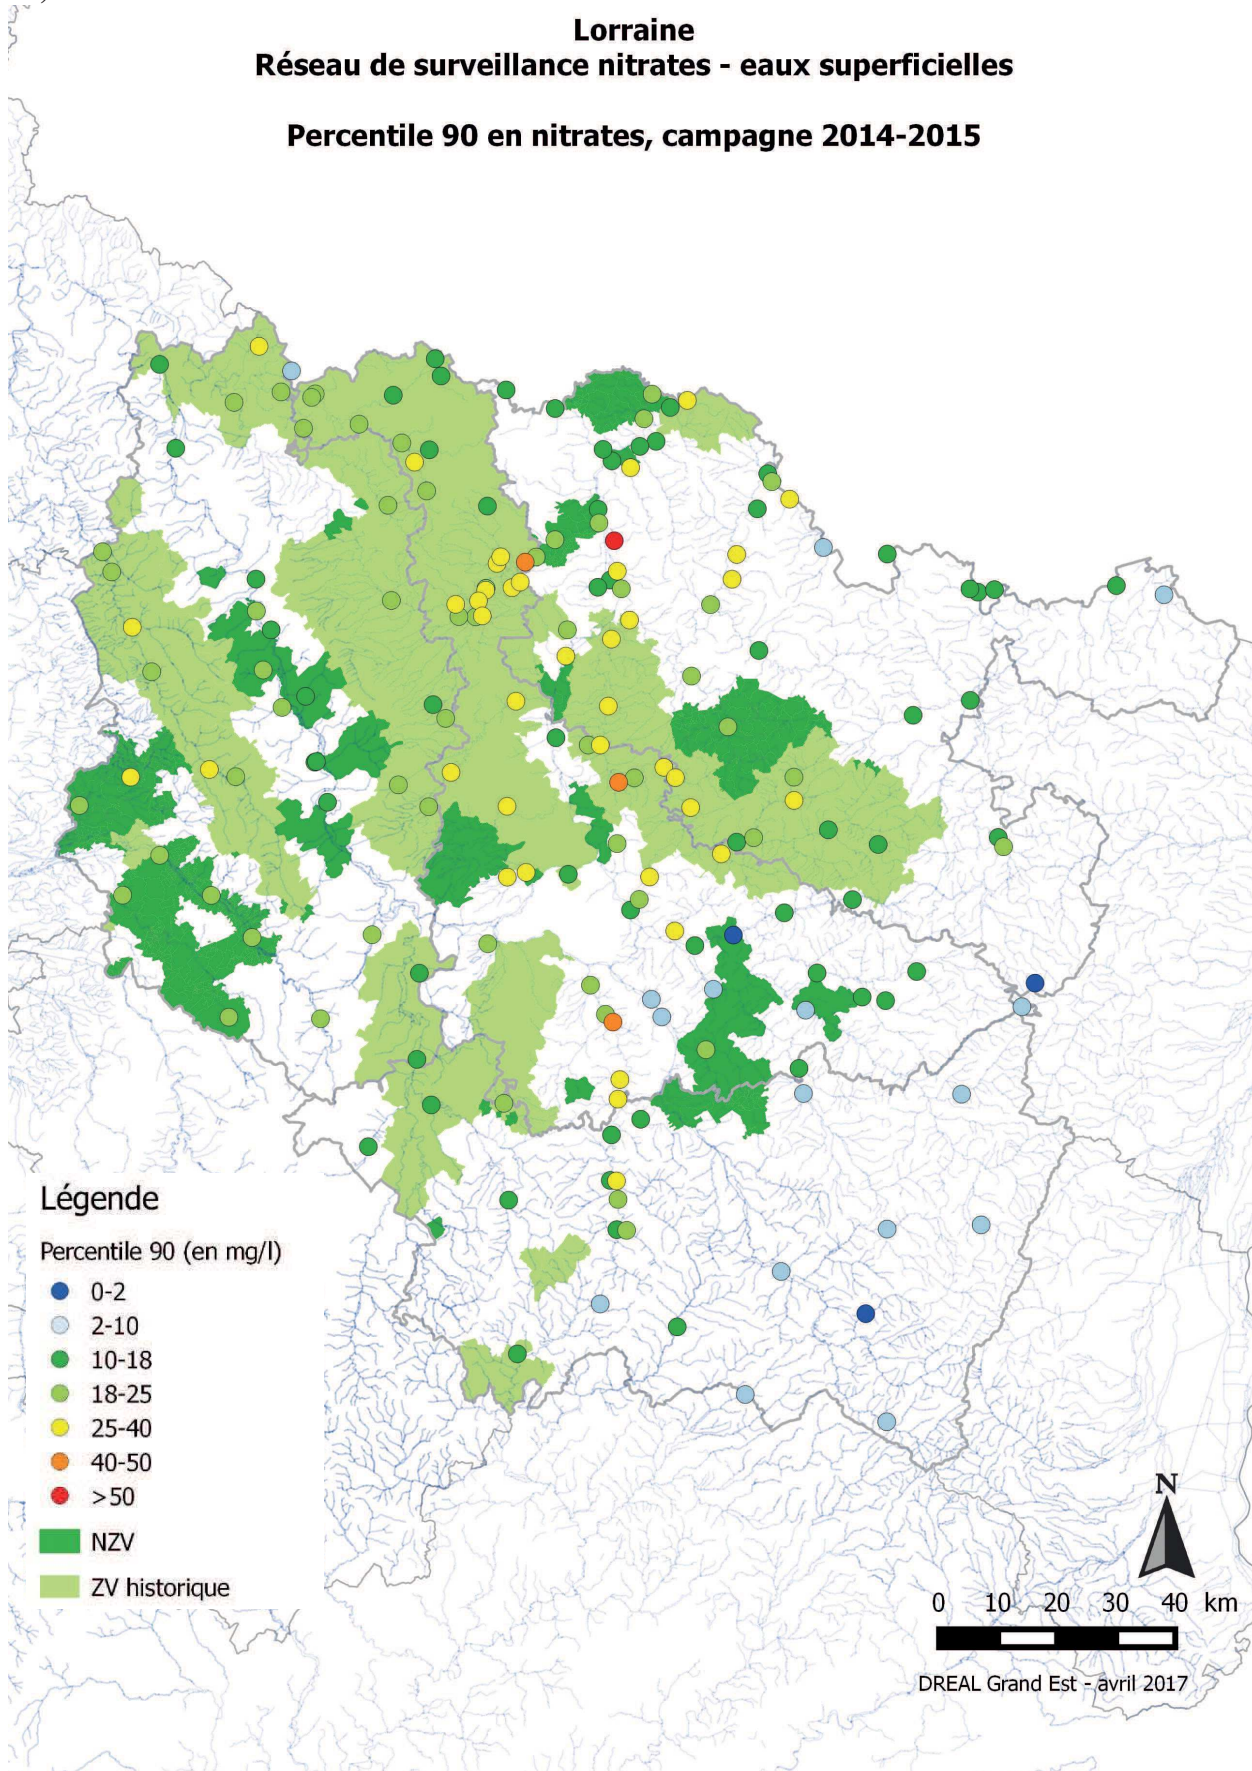 Lorraine
Réseau de surveillance nitrates - eaux superficielles
Percentile 90 en nitrates, campagne 2014-2015
Légende
Percentile 90 (en mg/l)
0-2
2-10
10-18
18-25
25-40
40-50
>50
NZV
ZV historique
N
0 10 20 30 40 km
DREAL Grand Est - avril 2017